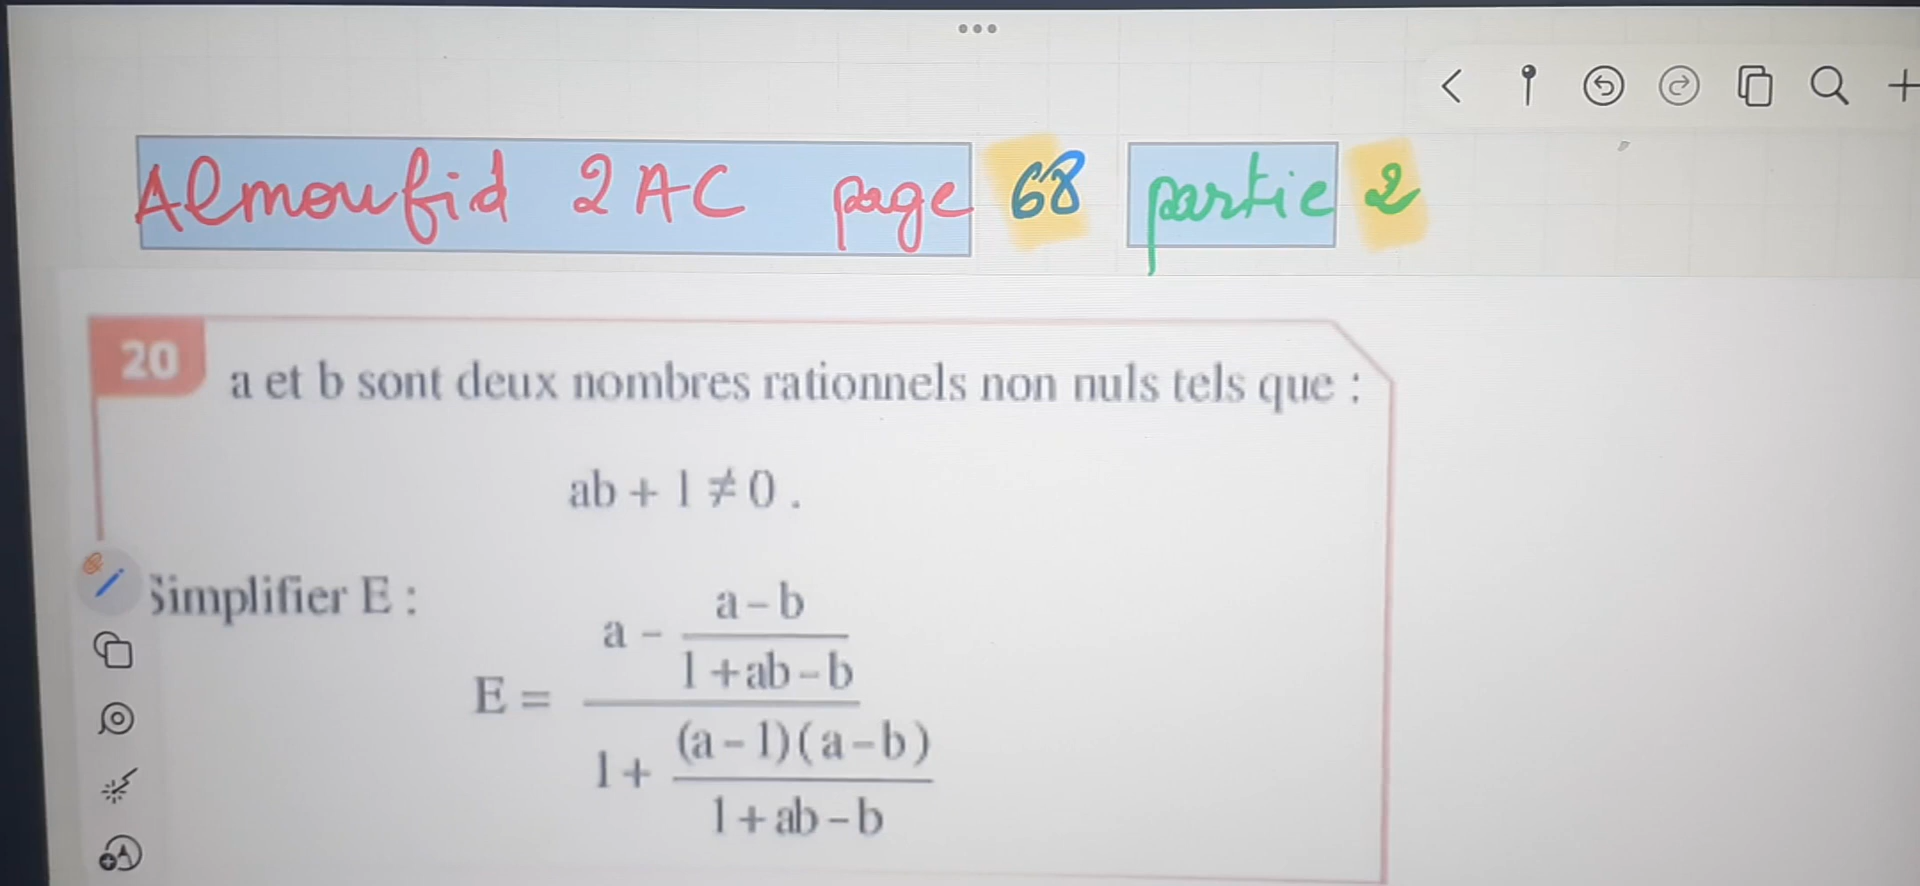 Almoufid 2AC page 68 partie 2
20
a et b sont deux nombres rationnels non nuls tels que :
ab + 1 ≠ 0 .
Simplifier E :
a - b
a -
1 + ab - b
E =
(a - 1)(a - b)
1 +
1 + ab - b